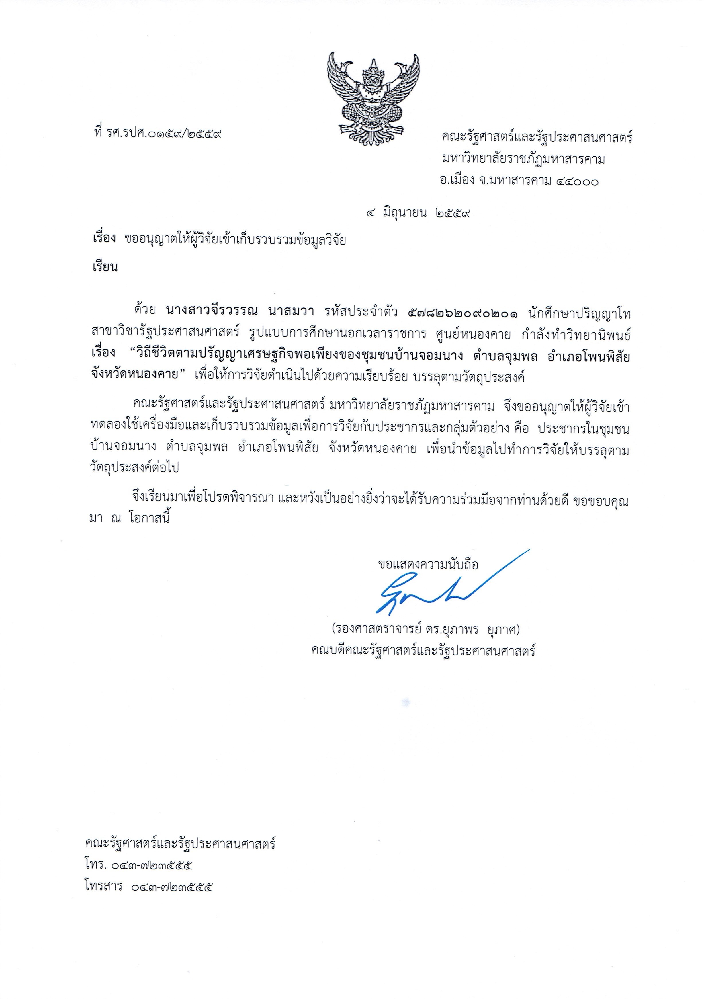 ที่ รศ.รปศ.๐๑๕๙/๒๕๕๙
คณะรัฐศาสตร์และรัฐประศาสนศาสตร์
มหาวิทยาลัยราชภัฏมหาสารคาม
อ.เมือง จ.มหาสารคาม ๔๔๐๐๐
๔ มิถุนายน ๒๕๕๙
เรื่อง ขออนุญาตให้ผู้วิจัยเข้าเก็บรวบรวมข้อมูลวิจัย
เรียน
ด้วย นางสาวจีรวรรณ นาสมวา รหัสประจำตัว ๕๗๘๒๖๒๐๙๐๒๐๑ นักศึกษาปริญญาโท
สาขาวิชารัฐประศาสนศาสตร์ รูปแบบการศึกษานอกเวลาราชการ ศูนย์หนองคาย กำลังทำวิทยานิพนธ์
เรื่อง “วิถีชีวิตตามปรัญญาเศรษฐกิจพอเพียงของชุมชนบ้านจอมนาง ตำบลจุมพล อำเภอโพนพิสัย
จังหวัดหนองคาย” เพื่อให้การวิจัยดำเนินไปด้วยความเรียบร้อย บรรลุตามวัตถุประสงค์
คณะรัฐศาสตร์และรัฐประศาสนศาสตร์ มหาวิทยาลัยราชภัฏมหาสารคาม จึงขออนุญาตให้ผู้วิจัยเข้า
ทดลองใช้เครื่องมือและเก็บรวบรวมข้อมูลเพื่อการวิจัยกับประชากรและกลุ่มตัวอย่าง คือ ประชากรในชุมชน
บ้านจอมนาง ตำบลจุมพล อำเภอโพนพิสัย จังหวัดหนองคาย เพื่อนำข้อมูลไปทำการวิจัยให้บรรลุตาม
วัตถุประสงค์ต่อไป
จึงเรียนมาเพื่อโปรดพิจารณา และหวังเป็นอย่างยิ่งว่าจะได้รับความร่วมมือจากท่านด้วยดี ขอขอบคุณ
มา ณ โอกาสนี้
ขอแสดงความนับถือ
(รองศาสตราจารย์ ดร.ยุภาพร ยุภาศ)
คณบดีคณะรัฐศาสตร์และรัฐประศาสนศาสตร์
คณะรัฐศาสตร์และรัฐประศาสนศาสตร์
โทร. ๐๔๓-๗๒๓๕๕๕
โทรสาร ๐๔๓-๗๒๓๕๕๕